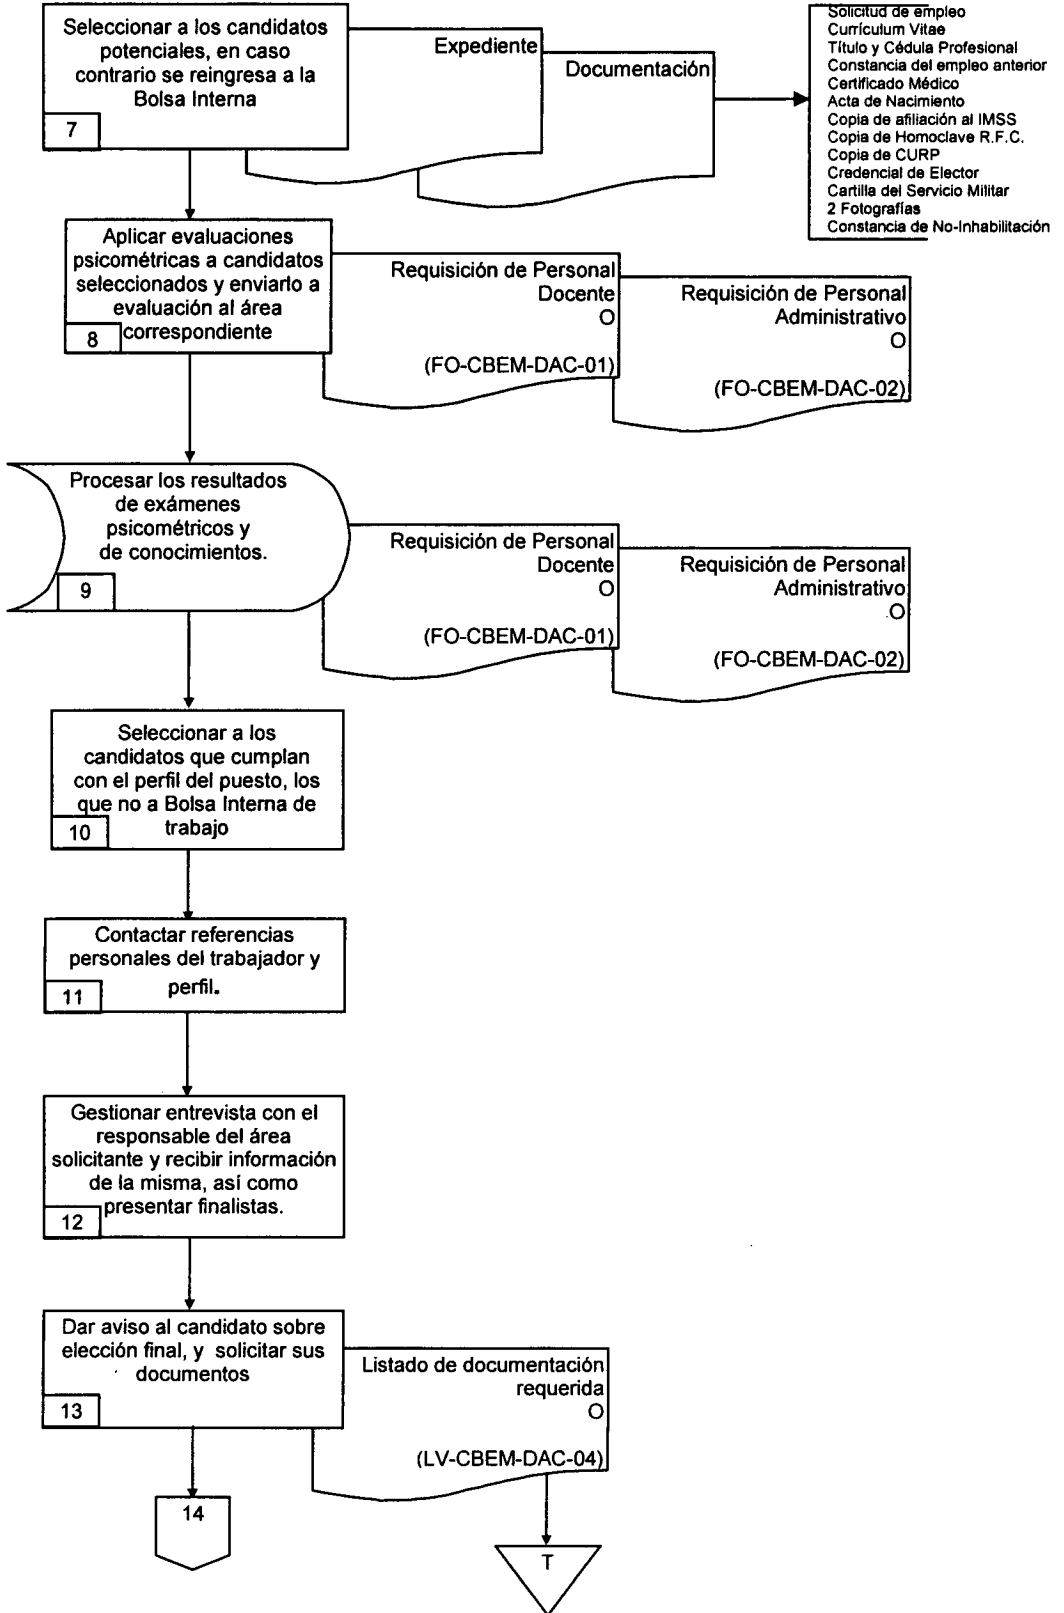 Seleccionar a los candidatos
potenciales, en caso
contrario se reingresa a la
Bolsa Interna
7
Expediente
Documentación
Solicitud de empleo
Currículum Vitae
Título y Cédula Profesional
Constancia del empleo anterior
Certificado Médico
Acta de Nacimiento
Copia de afiliación al IMSS
Copia de Homoclave R.F.C.
Copia de CURP
Credencial de Elector
Cartilla del Servicio Militar
2 Fotografías
Constancia de No-Inhabilitación
Aplicar evaluaciones
psicométricas a candidatos
seleccionados y enviarlo a
evaluación al área
correspondiente
8
Requisición de Personal
Docente
O
(FO-CBEM-DAC-01)
Requisición de Personal
Administrativo
O
(FO-CBEM-DAC-02)
Procesar los resultados
de exámenes
psicométricos y
de conocimientos.
9
Requisición de Personal
Docente
O
(FO-CBEM-DAC-01)
Requisición de Personal
Administrativo
O
(FO-CBEM-DAC-02)
Seleccionar a los
candidatos que cumplan
con el perfil del puesto, los
que no a Bolsa Interna de
trabajo
10
Contactar referencias
personales del trabajador y
perfil.
11
Gestionar entrevista con el
responsable del área
solicitante y recibir información
de la misma, así como
presentar finalistas.
12
Dar aviso al candidato sobre
elección final, y solicitar sus
documentos
13
Listado de documentación
requerida
O
(LV-CBEM-DAC-04)
14
T